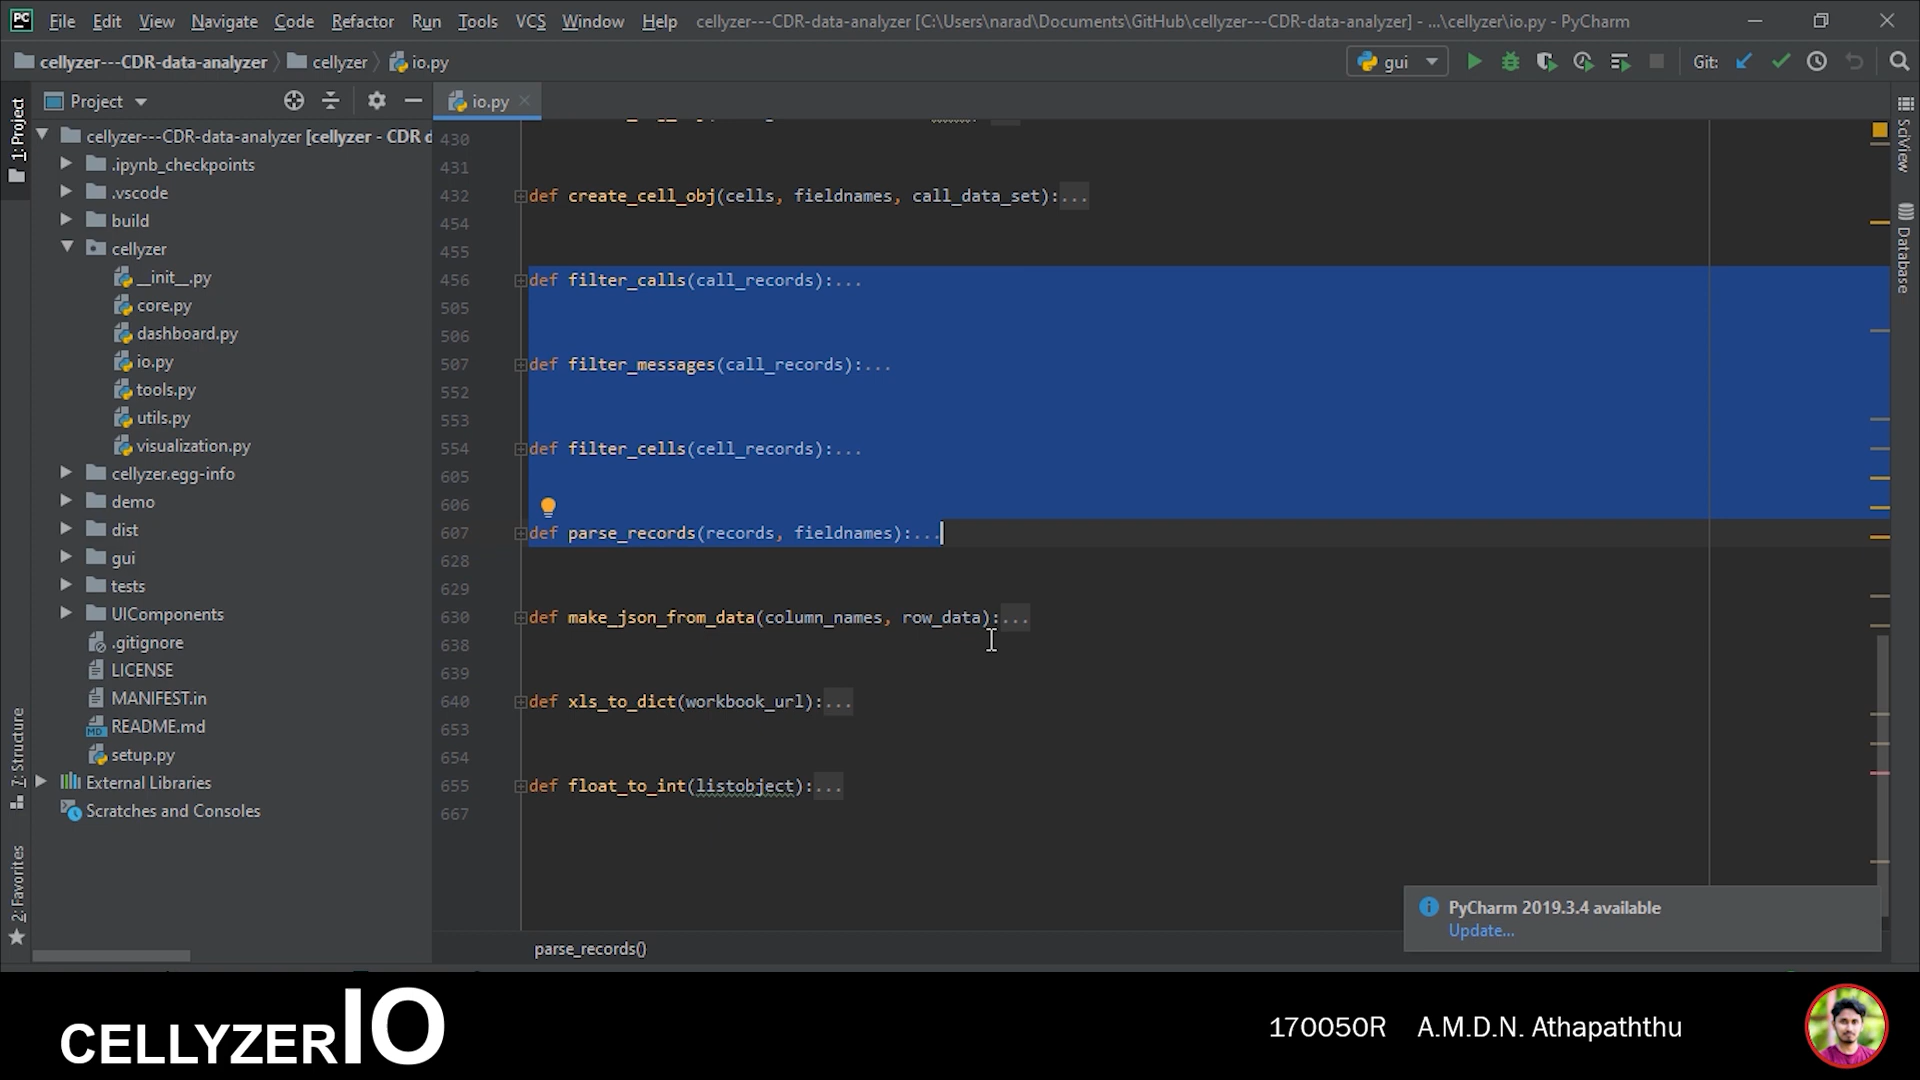 PC File Edit View Navigate Code Refactor Run Tools VCS Window Help cellyzer---CDR-data-analyzer [C:\Users\narad\Documents\GitHub\cellyzer---CDR-data-analyzer] - ...\cellyzer\io.py - PyCharm
cellyzer---CDR-data-analyzer cellyzer io.py gui Git:
Project io.py
1: Project
cellyzer---CDR-data-analyzer [cellyzer - CDR d
.ipynb_checkpoints
.vscode
build
cellyzer
__init__.py
core.py
dashboard.py
io.py
tools.py
utils.py
visualization.py
cellyzer.egg-info
demo
dist
gui
tests
UIComponents
.gitignore
LICENSE
MANIFEST.in
README.md
setup.py
External Libraries
Scratches and Consoles
7: Structure
2: Favorites
430
431
432 def create_cell_obj(cells, fieldnames, call_data_set):...
454
455
456 def filter_calls(call_records):...
505
506
507 def filter_messages(call_records):...
552
553
554 def filter_cells(cell_records):...
605
606
607 def parse_records(records, fieldnames):...
628
629
630 def make_json_from_data(column_names, row_data):...
638
639
640 def xls_to_dict(workbook_url):...
653
654
655 def float_to_int(listobject):...
667
parse_records()
SciView
Database
PyCharm 2019.3.4 available
Update...
CELLYZER IO
170050R A.M.D.N. Athapaththu